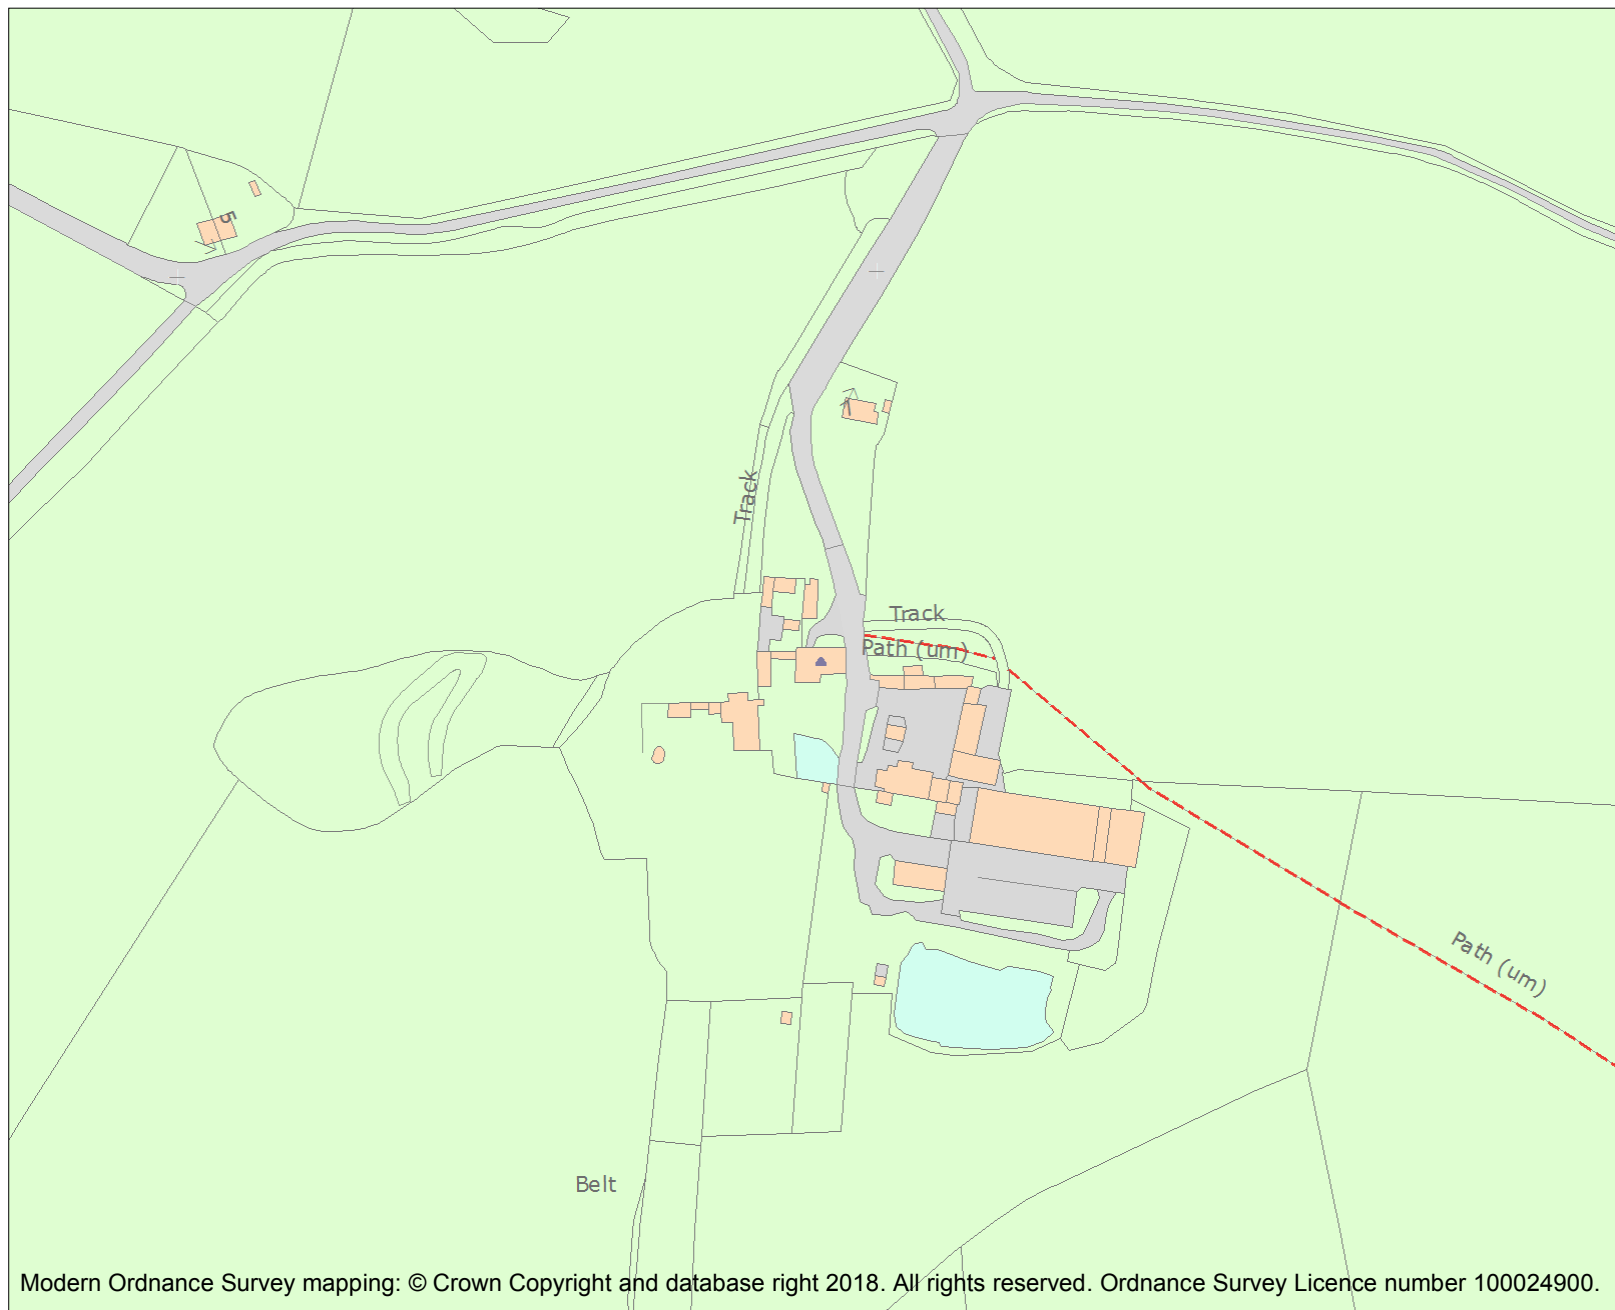 5
1
Track
Track
Path (um)
Path (um)
Belt
Modern Ordnance Survey mapping: © Crown Copyright and database right 2018. All rights reserved. Ordnance Survey Licence number 100024900.